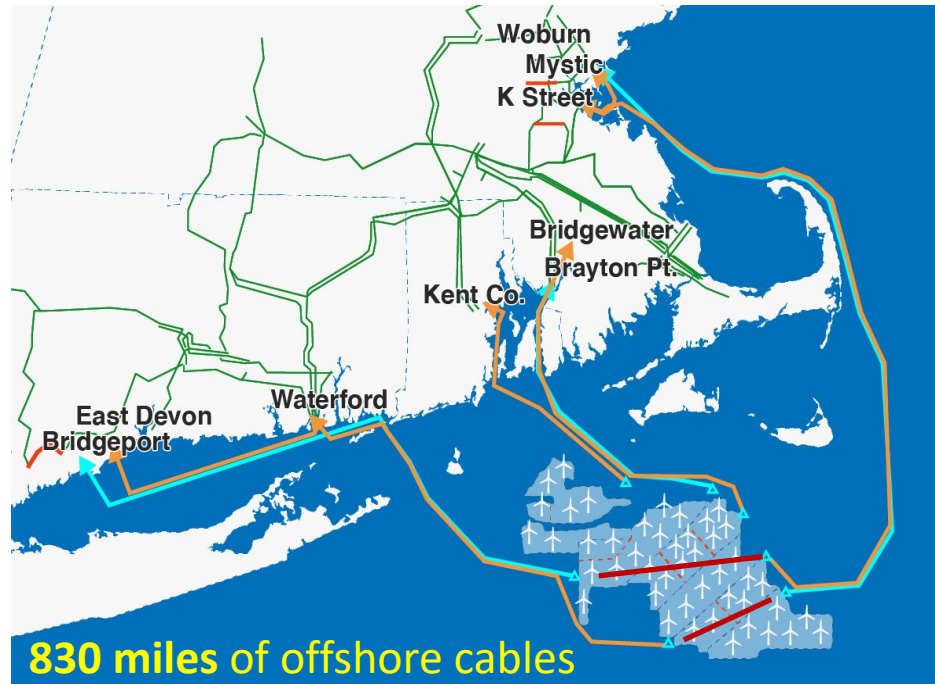 Woburn
Mystic
K Street
Bridgewater
Brayton Pt.
Kent Co.
Waterford
East Devon
Bridgeport
830 miles of offshore cables